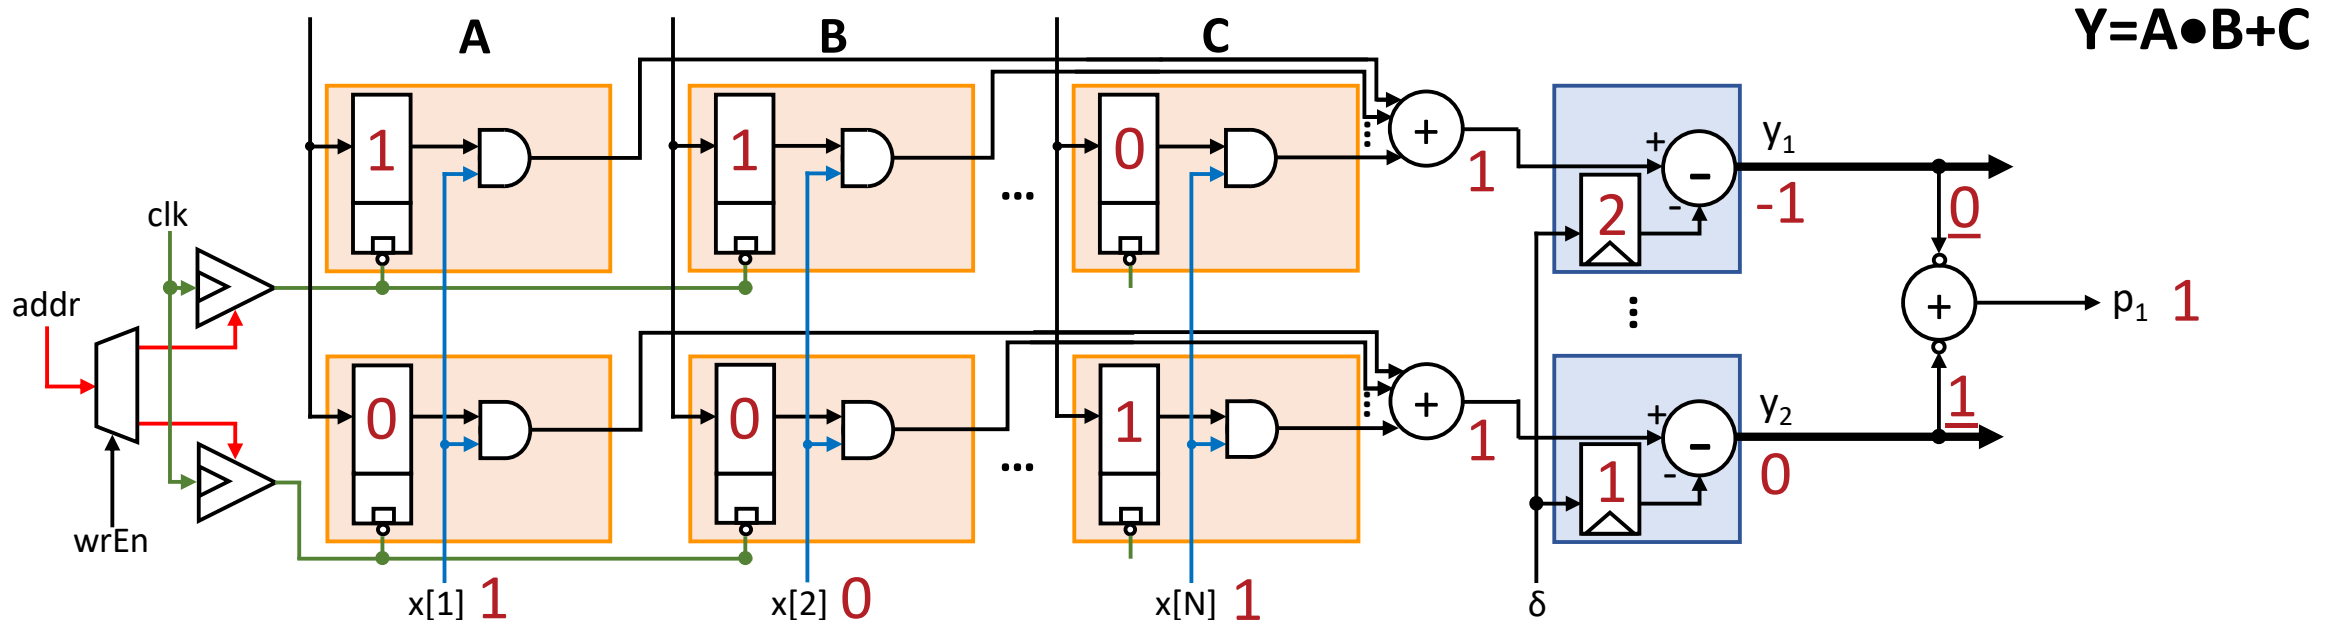 A B C Y=A●B+C
1 1 0 + 1 + - 2 - y₁ -1 0
... ⋮
clk
addr
⋮ + p₁ 1
0 0 1 + 1 + - 1 - y₂ 0 1
... ⋮
wrEn
x[1] 1 x[2] 0 x[N] 1 δ